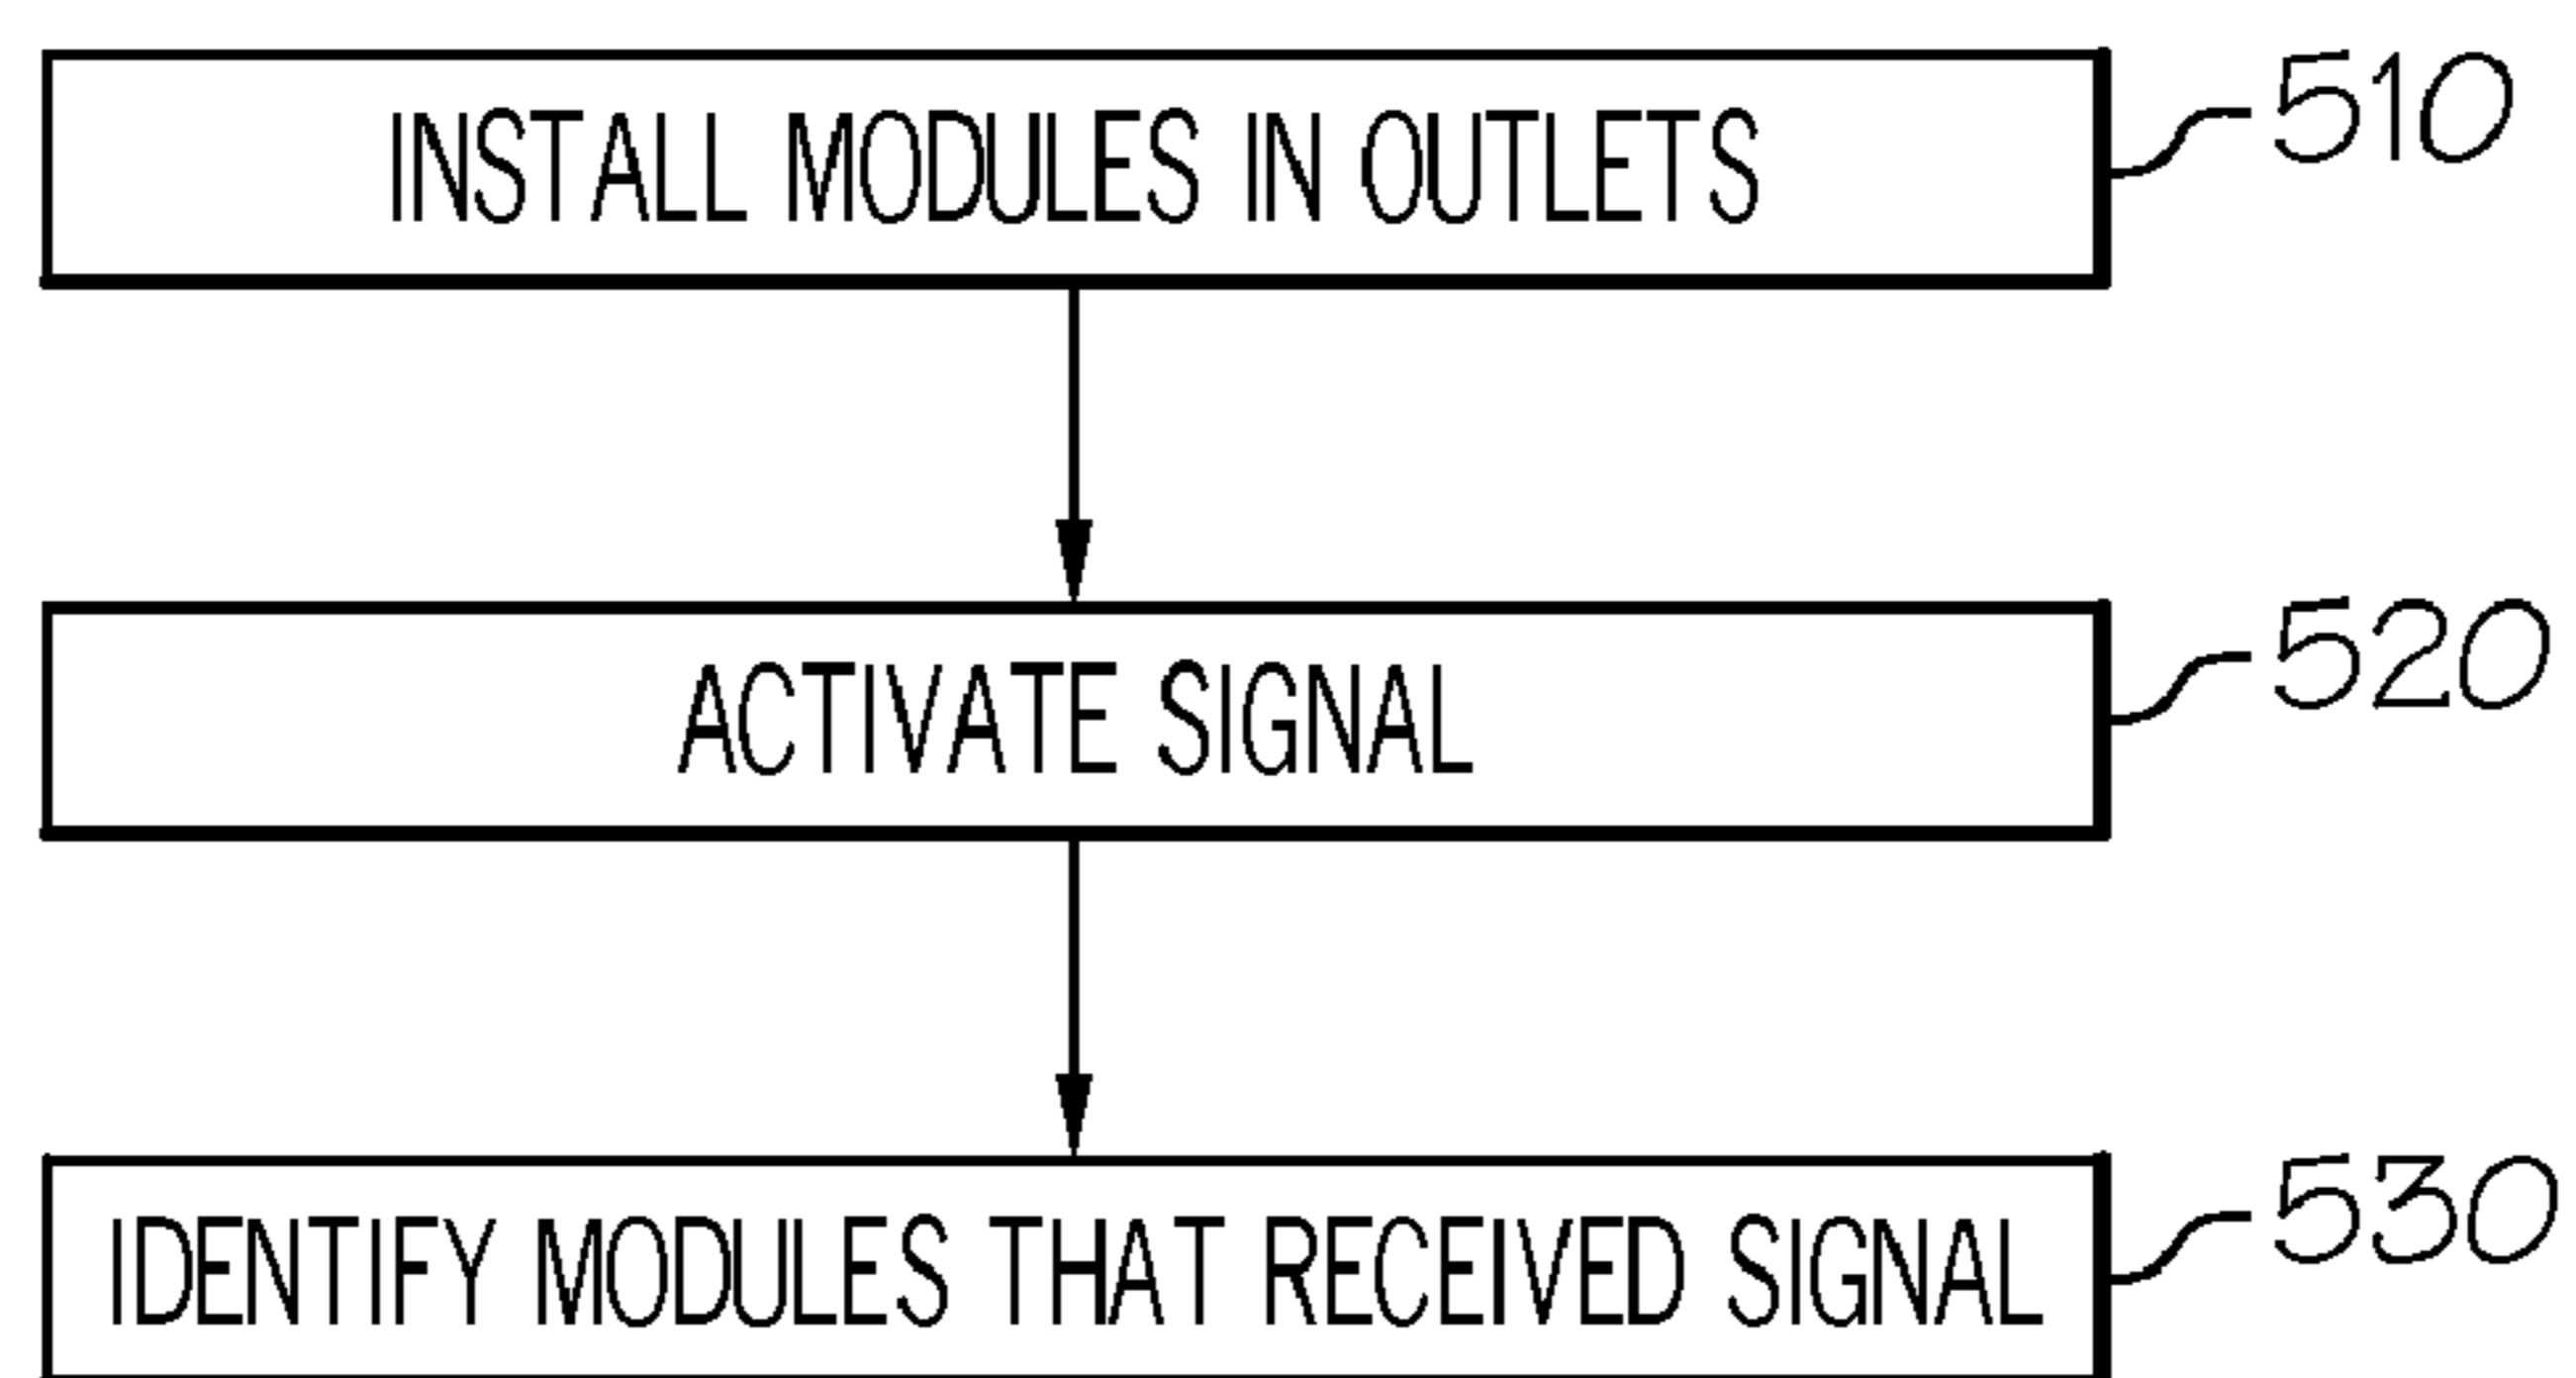 INSTALL MODULES IN OUTLETS
510
ACTIVATE SIGNAL
520
IDENTIFY MODULES THAT RECEIVED SIGNAL
530